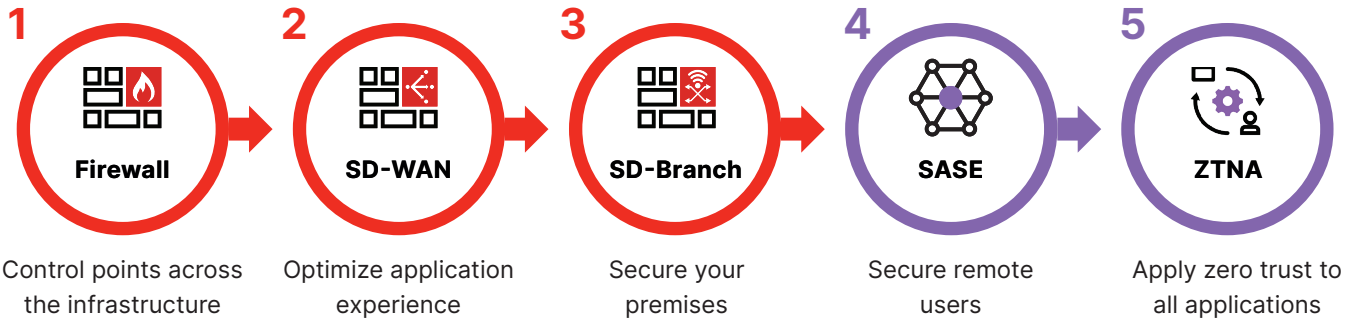 1
Firewall
Control points across
the infrastructure
2
SD-WAN
Optimize application
experience
3
SD-Branch
Secure your
premises
4
SASE
Secure remote
users
5
ZTNA
Apply zero trust to
all applications